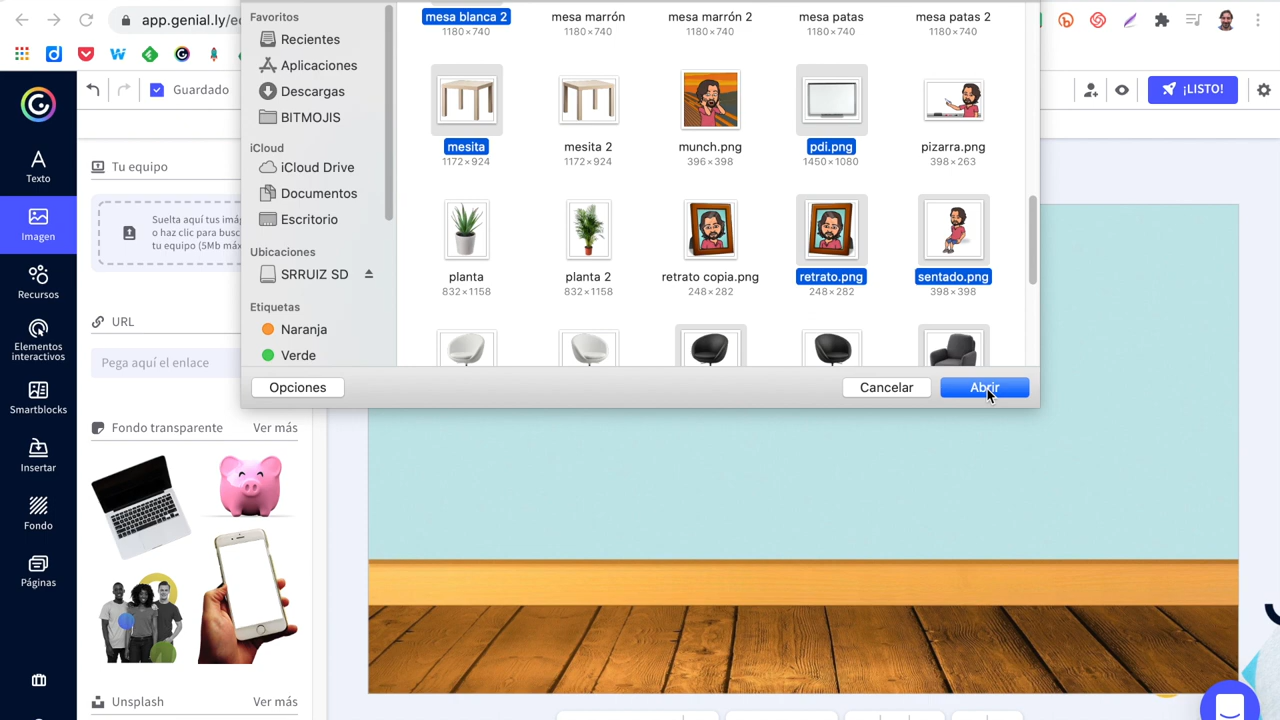 app.genial.ly/e
Favoritos
Recientes
Aplicaciones
Descargas
BITMOJIS
iCloud
iCloud Drive
Documentos
Escritorio
Ubicaciones
SRRUIZ SD
Etiquetas
Naranja
Verde
mesa blanca 2
mesa marrón
mesa marrón 2
mesa patas
mesa patas 2
1180×740
1180×740
1180×740
1180×740
1180×740
mesita
mesita 2
munch.png
pdi.png
pizarra.png
1172×924
1172×924
396×398
1450×1080
398×263
planta
planta 2
retrato copia.png
retrato.png
sentado.png
832×1158
832×1158
248×282
248×282
398×398
Opciones
Cancelar
Abrir
Guardado
¡LISTO!
Texto
Imagen
Recursos
Elementos
interactivos
Smartblocks
Insertar
Fondo
Páginas
Tu equipo
Suelta aquí tus imá
o haz clic para busc
tu equipo (5Mb má
URL
Pega aquí el enlace
Fondo transparente
Ver más
Unsplash
Ver más